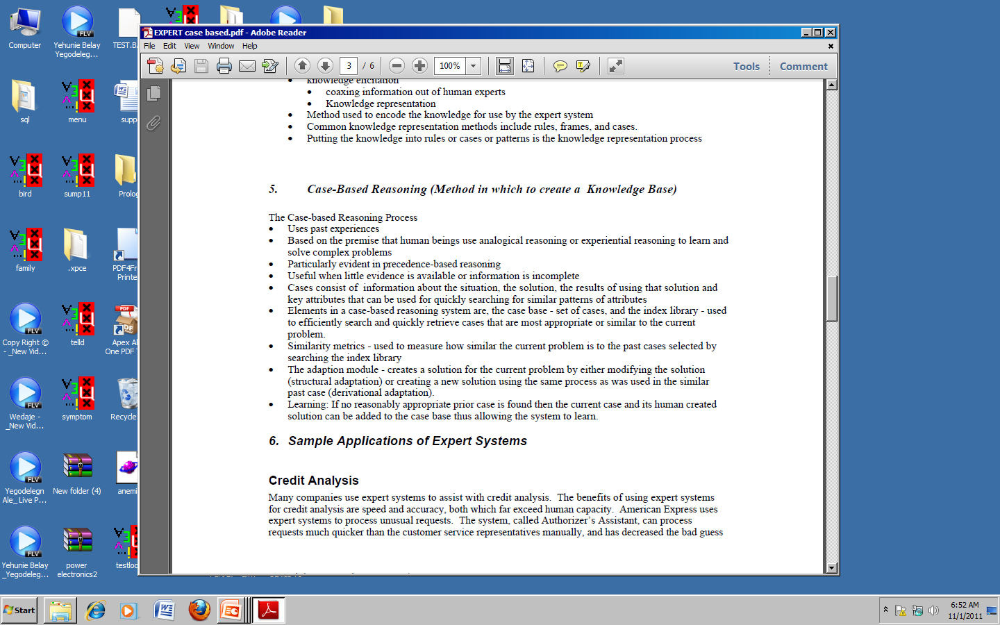 EXPERT case based.pdf - Adobe Reader
File Edit View Window Help
3 / 6
100%
Tools Comment
knowledge elicitation
• coaxing information out of human experts
• Knowledge representation
• Method used to encode the knowledge for use by the expert system
• Common knowledge representation methods include rules, frames, and cases.
• Putting the knowledge into rules or cases or patterns is the knowledge representation process
5. Case-Based Reasoning (Method in which to create a Knowledge Base)
The Case-based Reasoning Process
• Uses past experiences
• Based on the premise that human beings use analogical reasoning or experiential reasoning to learn and
solve complex problems
• Particularly evident in precedence-based reasoning
• Useful when little evidence is available or information is incomplete
• Cases consist of information about the situation, the solution, the results of using that solution and
key attributes that can be used for quickly searching for similar patterns of attributes
• Elements in a case-based reasoning system are, the case base - set of cases, and the index library - used
to efficiently search and quickly retrieve cases that are most appropriate or similar to the current
problem.
• Similarity metrics - used to measure how similar the current problem is to the past cases selected by
searching the index library
• The adaption module - creates a solution for the current problem by either modifying the solution
(structural adaptation) or creating a new solution using the same process as was used in the similar
past case (derivational adaptation).
• Learning: If no reasonably appropriate prior case is found then the current case and its human created
solution can be added to the case base thus allowing the system to learn.
6. Sample Applications of Expert Systems
Credit Analysis
Many companies use expert systems to assist with credit analysis. The benefits of using expert systems
for credit analysis are speed and accuracy, both which far exceed human capacity. American Express uses
expert systems to process unusual requests. The system, called Authorizer's Assistant, can process
requests much quicker than the customer service representatives manually, and has decreased the bad guess
Computer
Yehunie Belay
Yegodeleg...
TEST.B
sql
menu
supp
bird
sump11
Prolog
family
.xpce
PDF4Fr
Printe
Copy Right ©
- _New Vid...
telld
Apex Al
One PDF T
Wedaje -
_New Vid...
symptom
Recycle
Yegodelegn
Ale_ Live P...
New folder (4)
anemi
Yehunie Belay
_Yegodeleg...
power
electronics2
testloo
FLV
PDF
Start
6:52 AM
11/1/2011